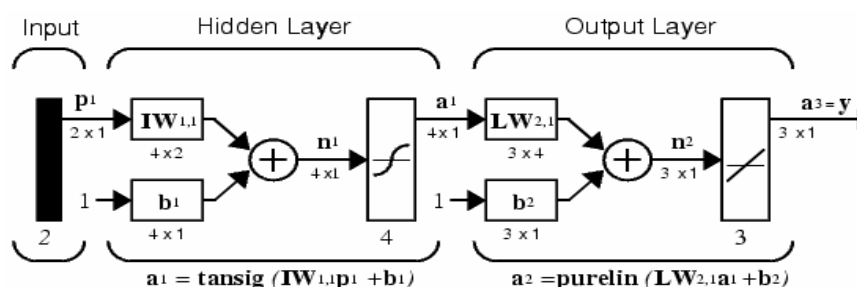 Input
Hidden Layer
Output Layer
p1
2 x 1
IW1,1
4 x 2
1
b1
4 x 1
n1
4 x1
a1
4 x 1
LW2,1
3 x 4
1
b2
3 x 1
n2
3 x 1
a3 = y
3 x 1
2
4
3
a1 = tansig (IW1,1p1 +b1)
a2 =purelin (LW2,1a1 +b2)